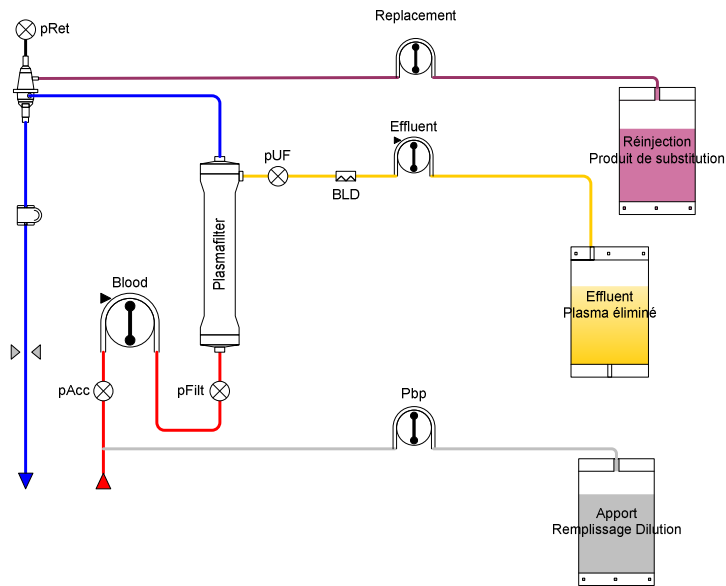 Replacement
pRet
Réinjection
Produit de substitution
Effluent
pUF
BLD
Plasmafilter
Effluent
Plasma éliminé
Blood
pAcc
pFilt
Pbp
Apport
Remplissage Dilution